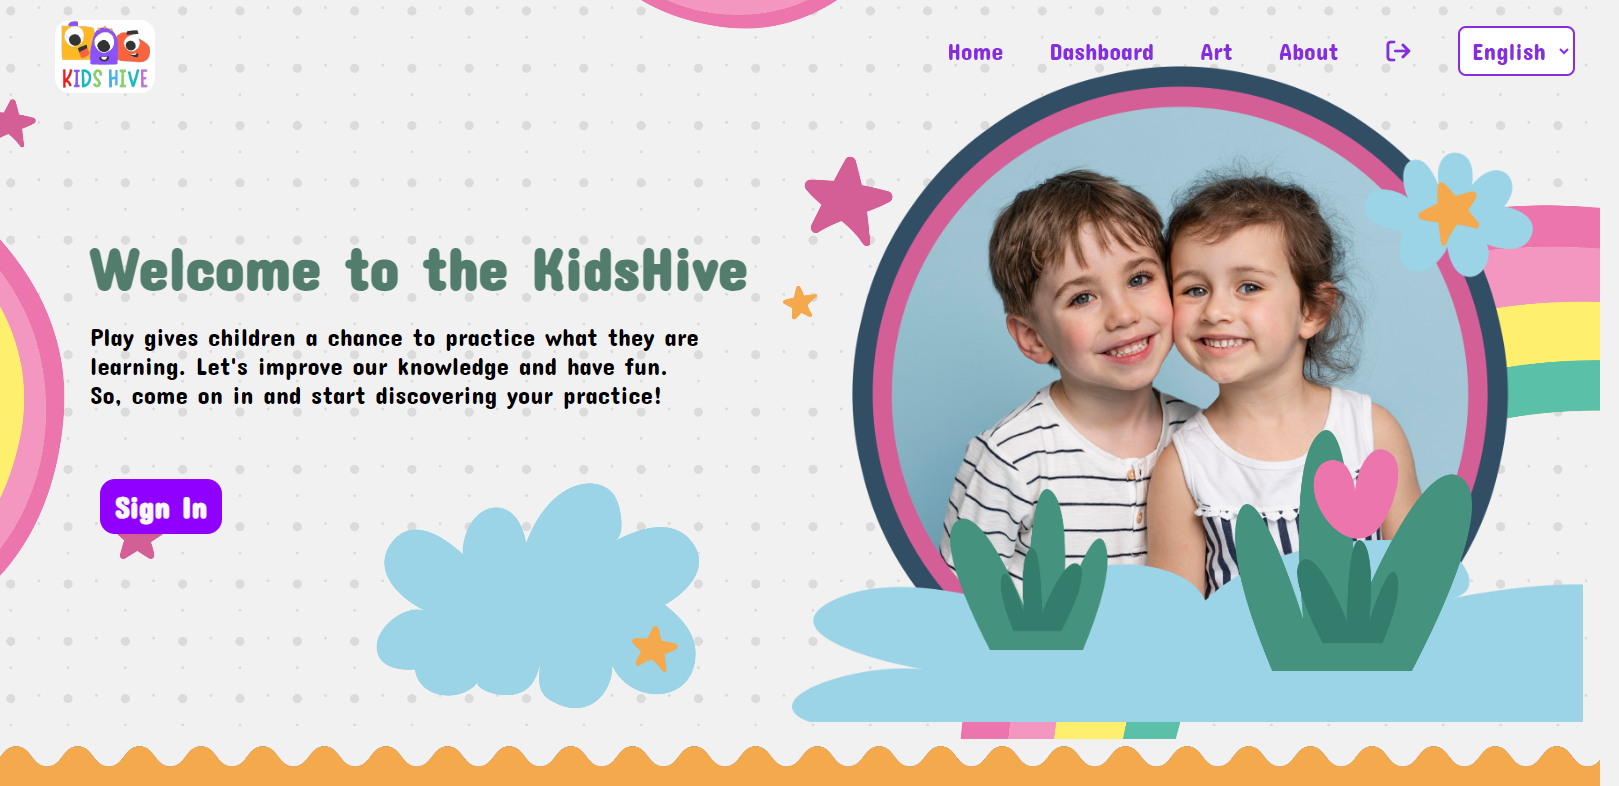 KIDS HIVE
Home Dashboard Art About English
Welcome to the KidsHive
Play gives children a chance to practice what they are
learning. Let's improve our knowledge and have fun.
So, come on in and start discovering your practice!
Sign In